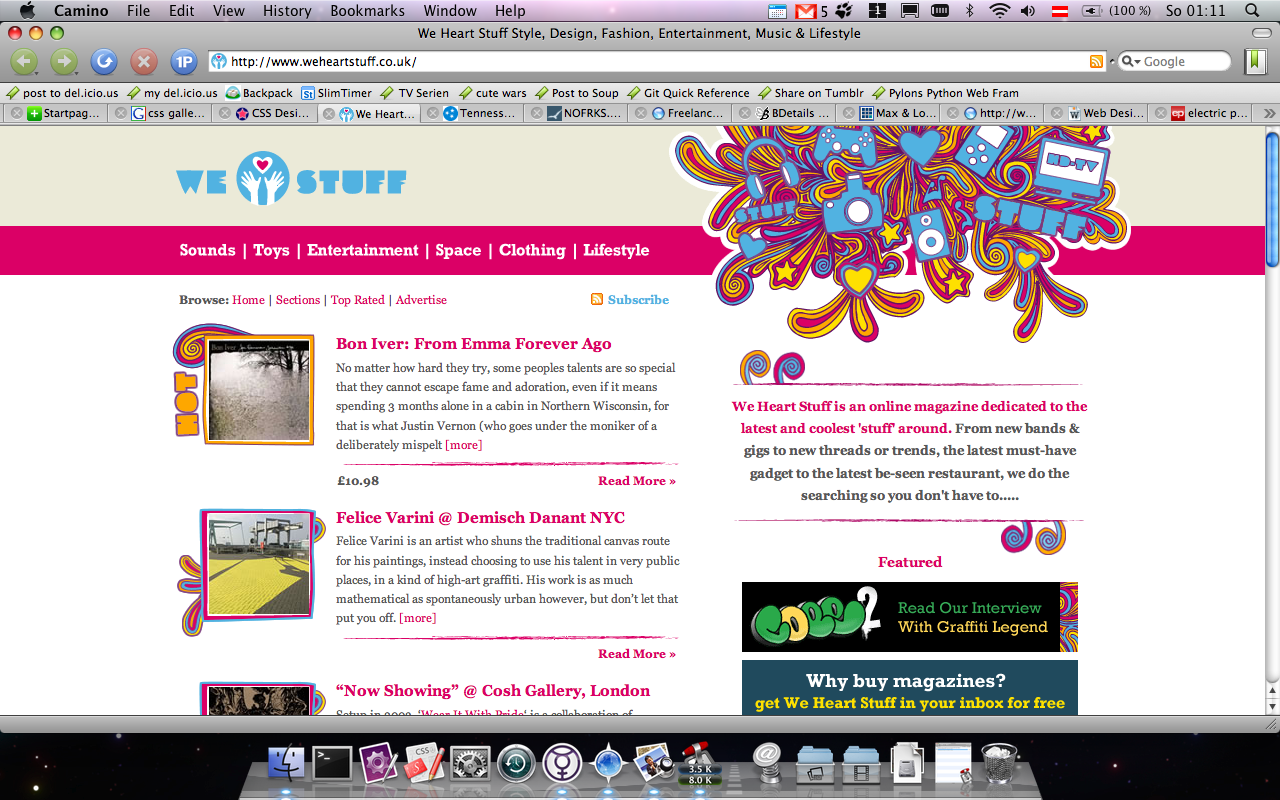 Camino File Edit View History Bookmarks Window Help 5 1 (100 %) So 01:11
We Heart Stuff Style, Design, Fashion, Entertainment, Music & Lifestyle
1P http://www.weheartstuff.co.uk/ Google
post to del.icio.us my del.icio.us Backpack St SlimTimer TV Serien cute wars Post to Soup Git Quick Reference Share on Tumblr Pylons Python Web Fram
Startpag... G css galle... CSS Desi... We Heart... Tenness... NOFRKS.... Freelanc... BDetails ... Max & Lo... http://w... W Web Desi... ep electric p... »
WE STUFF
HD-TV
STUFF
STUFF
Sounds | Toys | Entertainment | Space | Clothing | Lifestyle
Browse: Home | Sections | Top Rated | Advertise
Subscribe
HOT
Bon Iver
Bon Iver: From Emma Forever Ago
No matter how hard they try, some peoples talents are so special
that they cannot escape fame and adoration, even if it means
spending 3 months alone in a cabin in Northern Wisconsin, for
that is what Justin Vernon (who goes under the moniker of a
deliberately mispelt [more]
£10.98 Read More »
Felice Varini @ Demisch Danant NYC
Felice Varini is an artist who shuns the traditional canvas route
for his paintings, instead choosing to use his talent in very public
places, in a kind of high-art graffiti. His work is as much
mathematical as spontaneously urban however, but don't let that
put you off. [more]
Read More »
“Now Showing” @ Cosh Gallery, London
Setup in 2003, 'Wear It With Pride' is a collaboration of
We Heart Stuff is an online magazine dedicated to the
latest and coolest 'stuff' around. From new bands &
gigs to new threads or trends, the latest must-have
gadget to the latest be-seen restaurant, we do the
searching so you don't have to.....
Featured
Read Our Interview
With Graffiti Legend
Why buy magazines?
get We Heart Stuff in your inbox for free
CSS
3.5 K
8.0 K